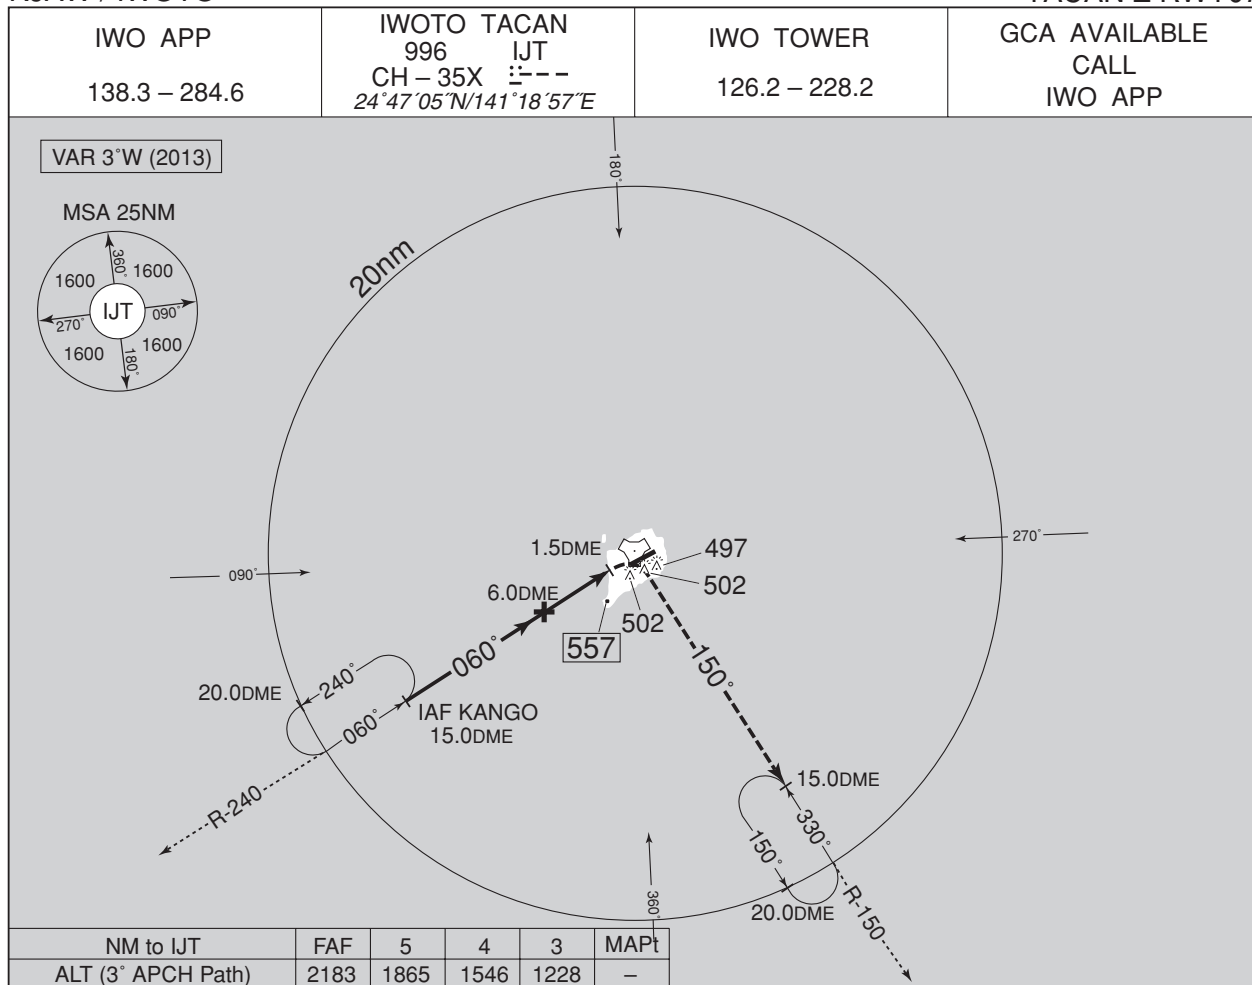 IWO APP
138.3 – 284.6
IWOTO TACAN
996 IJT
CH – 35X
24°47´05˝N/141°18´57˝E
IWO TOWER
126.2 – 228.2
GCA AVAILABLE
CALL
IWO APP
VAR 3°W (2013)
MSA 25NM
360°
1600
1600
IJT
270°
090°
1600
1600
180°
180°
20nm
270°
090°
1.5DME
497
502
6.0DME
502
557
060°
150°
240°
20.0DME
IAF KANGO
15.0DME
060°
R-240
15.0DME
330°
150°
R-150
20.0DME
360°
NM to IJT FAF 5 4 3 MAPt
ALT (3° APCH Path) 2183 1865 1546 1228 –